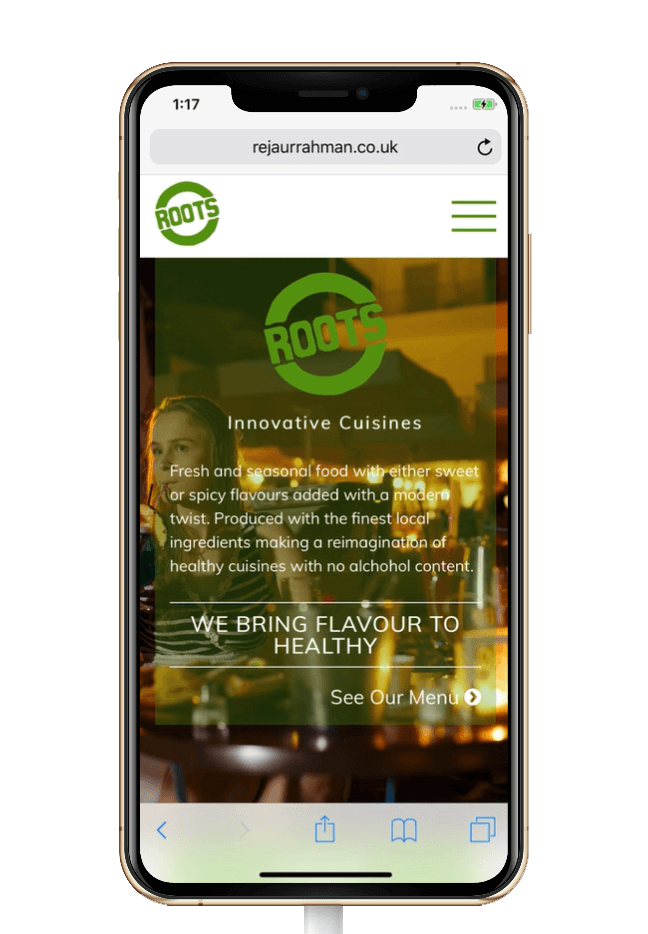 1:17
rejaurrahman.co.uk
ROOTS
ROOTS
Innovative Cuisines
Fresh and seasonal food with either sweet
or spicy flavours added with a modern
twist. Produced with the finest local
ingredients making a reimagination of
healthy cuisines with no alchohol content.
WE BRING FLAVOUR TO
HEALTHY
See Our Menu